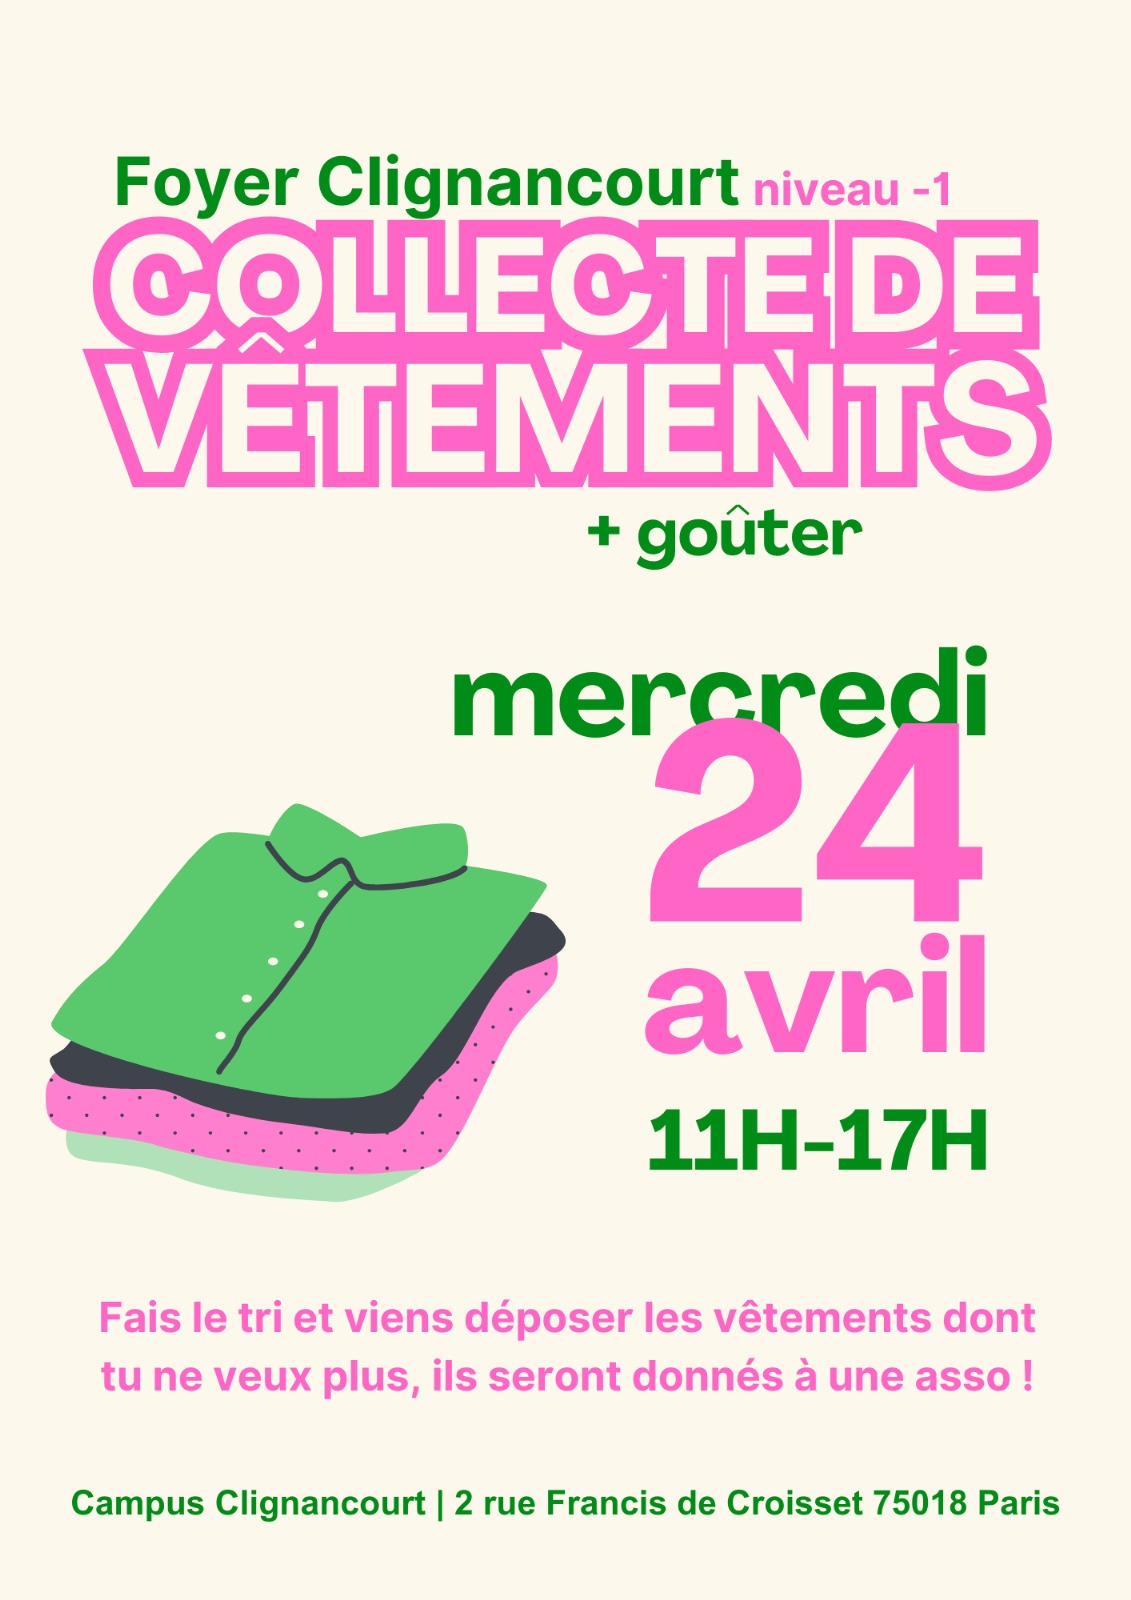 Foyer Clignancourt niveau -1
COLLECTE DE
VÊTEMENTS
+ goûter
mercredi
24
avril
11H-17H
Fais le tri et viens déposer les vêtements dont
tu ne veux plus, ils seront donnés à une asso !
Campus Clignancourt | 2 rue Francis de Croisset 75018 Paris